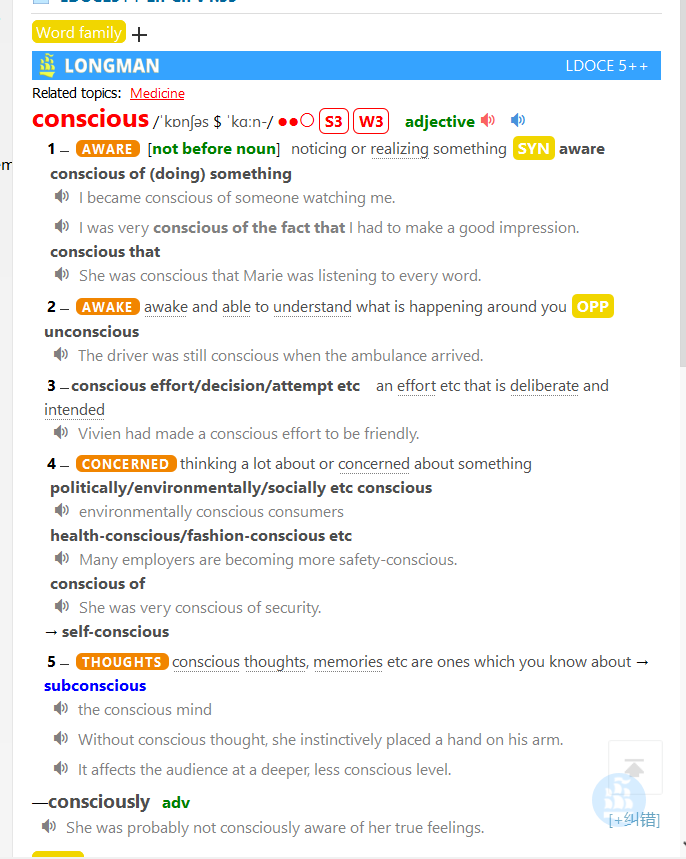 Word family +
LONGMAN LDOCE 5++
Related topics: Medicine
conscious /ˈkɒnʃəs $ ˈkɑːn-/ ●●○ S3 W3 adjective
1 – AWARE [not before noun] noticing or realizing something SYN aware
conscious of (doing) something
I became conscious of someone watching me.
I was very conscious of the fact that I had to make a good impression.
conscious that
She was conscious that Marie was listening to every word.
2 – AWAKE awake and able to understand what is happening around you OPP
unconscious
The driver was still conscious when the ambulance arrived.
3 – conscious effort/decision/attempt etc an effort etc that is deliberate and
intended
Vivien had made a conscious effort to be friendly.
4 – CONCERNED thinking a lot about or concerned about something
politically/environmentally/socially etc conscious
environmentally conscious consumers
health-conscious/fashion-conscious etc
Many employers are becoming more safety-conscious.
conscious of
She was very conscious of security.
→ self-conscious
5 – THOUGHTS conscious thoughts, memories etc are ones which you know about →
subconscious
the conscious mind
Without conscious thought, she instinctively placed a hand on his arm.
It affects the audience at a deeper, less conscious level.
—consciously adv
[+纠错]
She was probably not consciously aware of her true feelings.